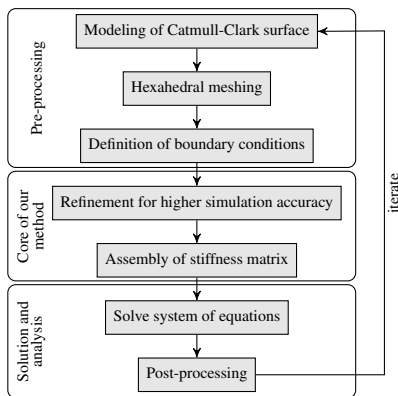 Pre-processing
Modeling of Catmull-Clark surface
Hexahedral meshing
Definition of boundary conditions
Core of our
method
Refinement for higher simulation accuracy
Assembly of stiffness matrix
Solution and
analysis
Solve system of equations
Post-processing
iterate